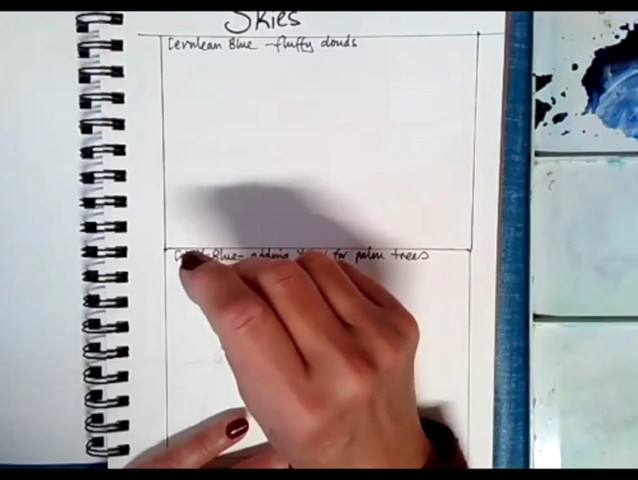 Skies
Cerulean Blue - fluffy clouds
Blue - adding for palm trees